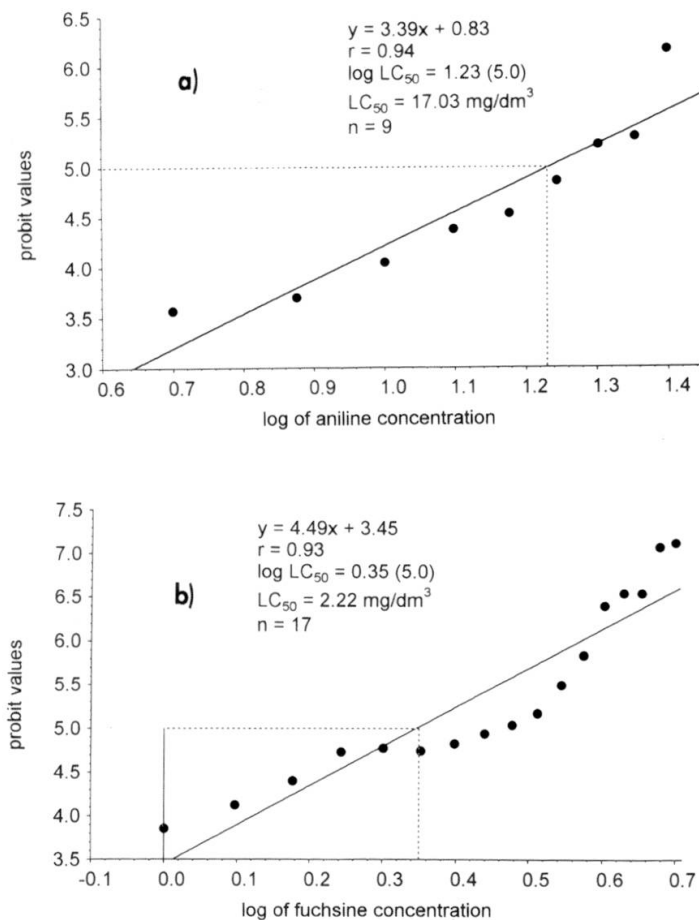 a)
y = 3.39x + 0.83
r = 0.94
log LC50 = 1.23 (5.0)
LC50 = 17.03 mg/dm3
n = 9
probit values
6.5
6.0
5.5
5.0
4.5
4.0
3.5
3.0
0.6 0.7 0.8 0.9 1.0 1.1 1.2 1.3 1.4
log of aniline concentration
b)
y = 4.49x + 3.45
r = 0.93
log LC50 = 0.35 (5.0)
LC50 = 2.22 mg/dm3
n = 17
probit values
7.5
7.0
6.5
6.0
5.5
5.0
4.5
4.0
3.5
-0.1 0.0 0.1 0.2 0.3 0.4 0.5 0.6 0.7
log of fuchsine concentration